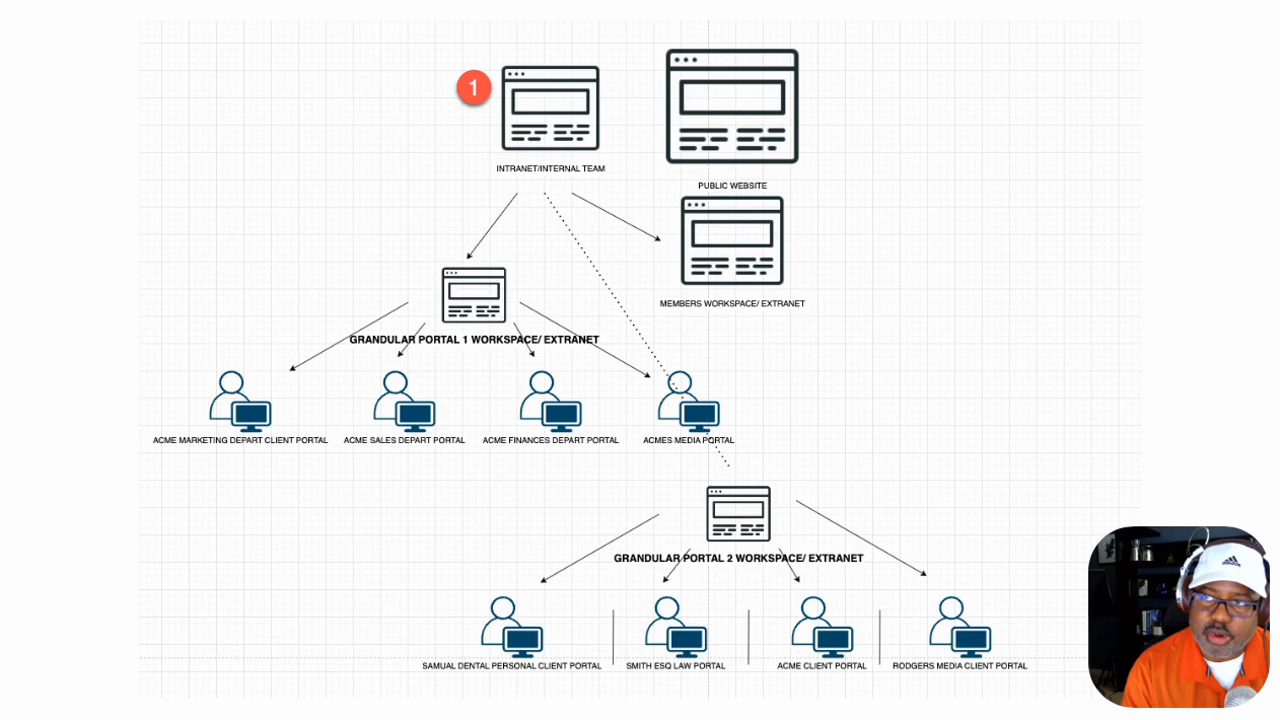 1
INTRANET/INTERNAL TEAM
PUBLIC WEBSITE
MEMBERS WORKSPACE/ EXTRANET
GRANDULAR PORTAL 1 WORKSPACE/ EXTRANET
ACME MARKETING DEPART CLIENT PORTAL
ACME SALES DEPART PORTAL
ACME FINANCES DEPART PORTAL
ACMES MEDIA PORTAL
GRANDULAR PORTAL 2 WORKSPACE/ EXTRANET
SAMUAL DENTAL PERSONAL CLIENT PORTAL
SMITH ESQ LAW PORTAL
ACME CLIENT PORTAL
RODGERS MEDIA CLIENT PORTAL